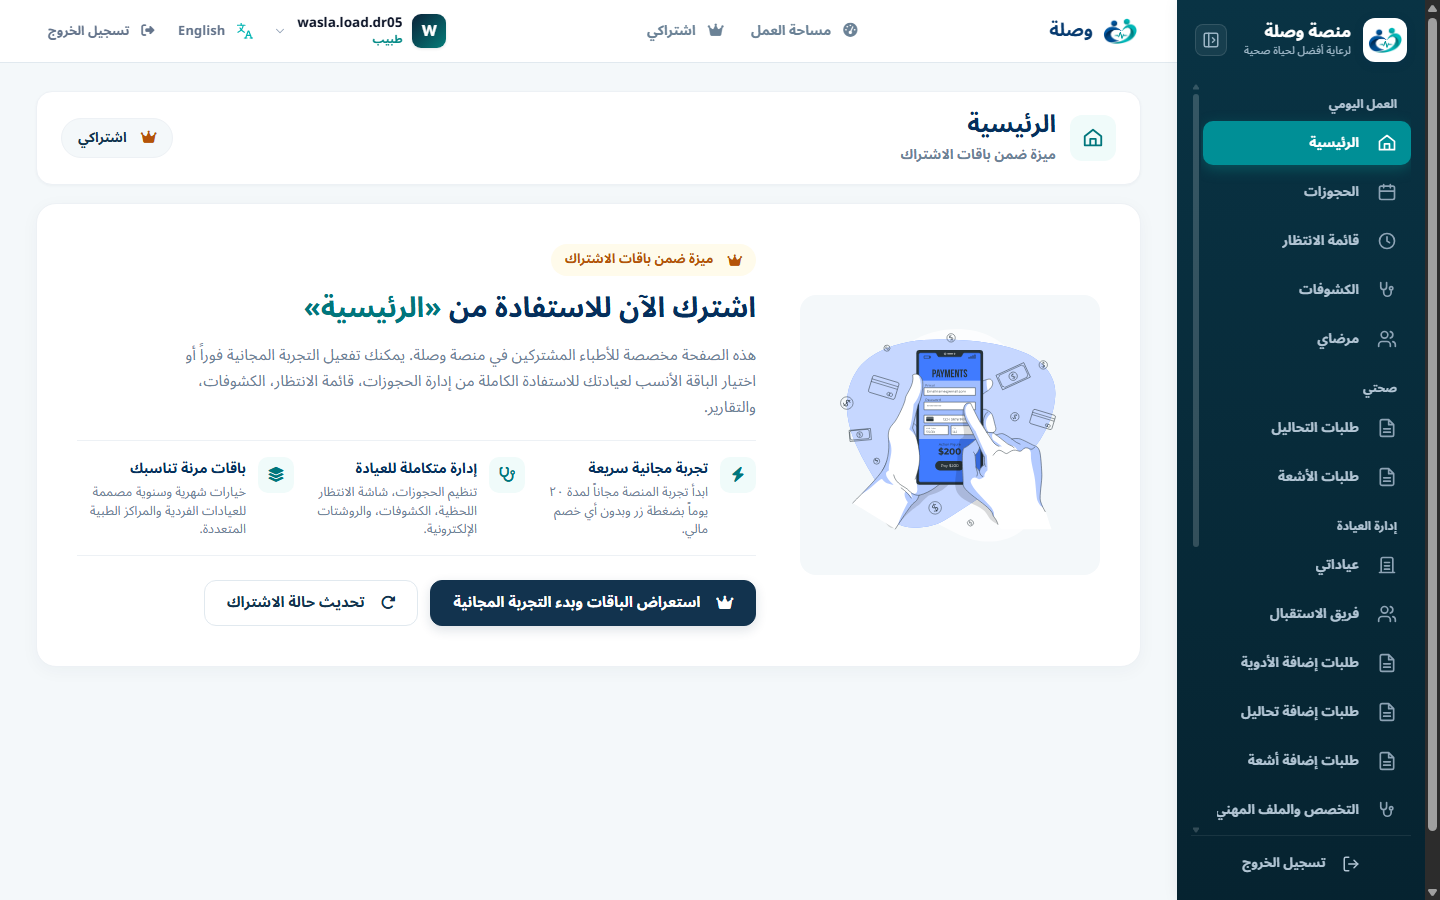 منصة وصلة
لرعاية أفضل لحياة صحية
العمل اليومي
الرئيسية
الحجوزات
قائمة الانتظار
الكشوفات
مرضاي
صحتي
طلبات التحاليل
طلبات الأشعة
إدارة العيادة
عياداتي
فريق الاستقبال
طلبات إضافة الأدوية
طلبات إضافة تحاليل
طلبات إضافة أشعة
التخصص والملف المهني
تسجيل الخروج
وصلة
مساحة العمل
اشتراكي
W
wasla.load.dr05
طبيب
English
تسجيل الخروج
الرئيسية
ميزة ضمن باقات الاشتراك
اشتراكي
ميزة ضمن باقات الاشتراك
اشترك الآن للاستفادة من «الرئيسية»
هذه الصفحة مخصصة للأطباء المشتركين في منصة وصلة. يمكنك تفعيل التجربة المجانية فوراً أو
اختيار الباقة الأنسب لعيادتك للاستفادة الكاملة من إدارة الحجوزات، قائمة الانتظار، الكشوفات،
والتقارير.
تجربة مجانية سريعة
ابدأ تجربة المنصة مجاناً لمدة ٢٠
يوماً بضغطة زر وبدون أي خصم
مالي.
إدارة متكاملة للعيادة
تنظيم الحجوزات، شاشة الانتظار
اللحظية، الكشوفات، والروشتات
الإلكترونية.
باقات مرنة تناسبك
خيارات شهرية وسنوية مصممة
للعيادات الفردية والمراكز الطبية
المتعددة.
استعراض الباقات وبدء التجربة المجانية
تحديث حالة الاشتراك
PAYMENTS
$200
Pay $200